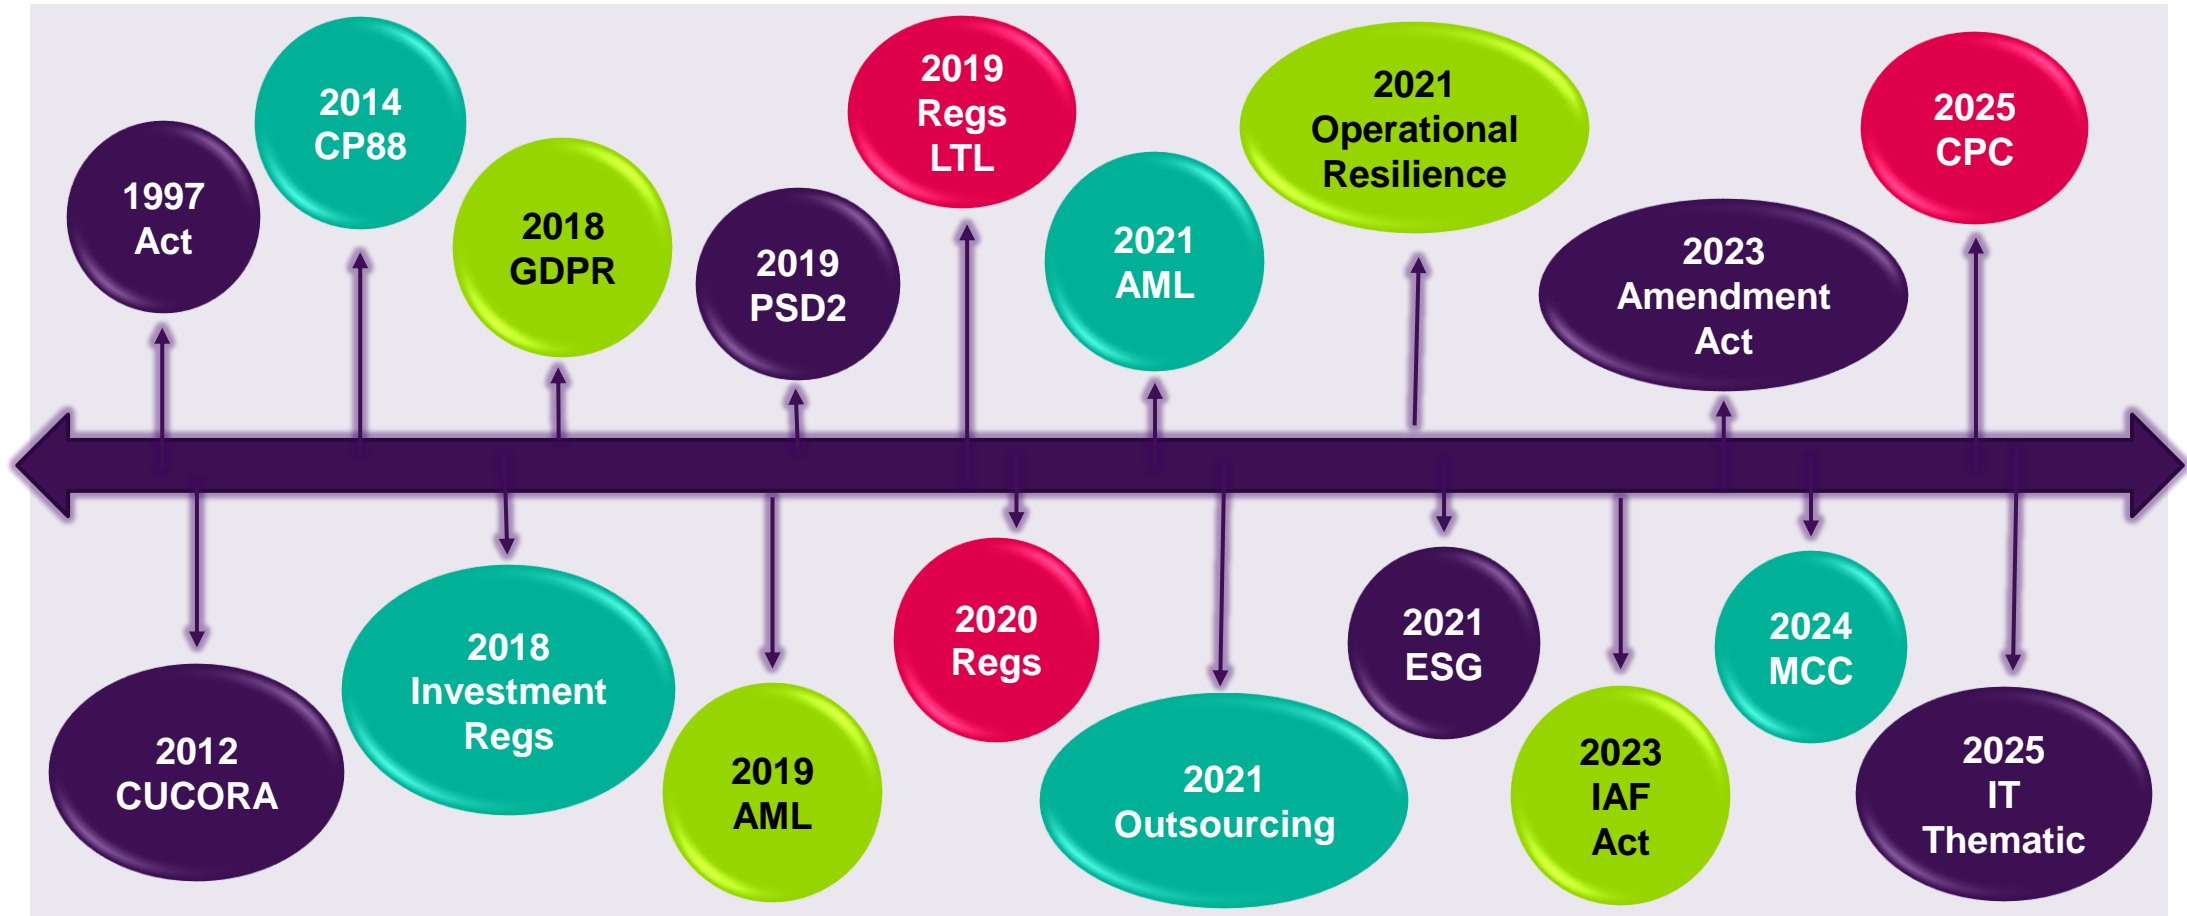 1997
Act
2014
CP88
2018
GDPR
2019
PSD2
2019
Regs
LTL
2021
AML
2021
Operational
Resilience
2023
Amendment
Act
2025
CPC
2012
CUCORA
2018
Investment
Regs
2019
AML
2020
Regs
2021
Outsourcing
2021
ESG
2023
IAF
Act
2024
MCC
2025
IT
Thematic